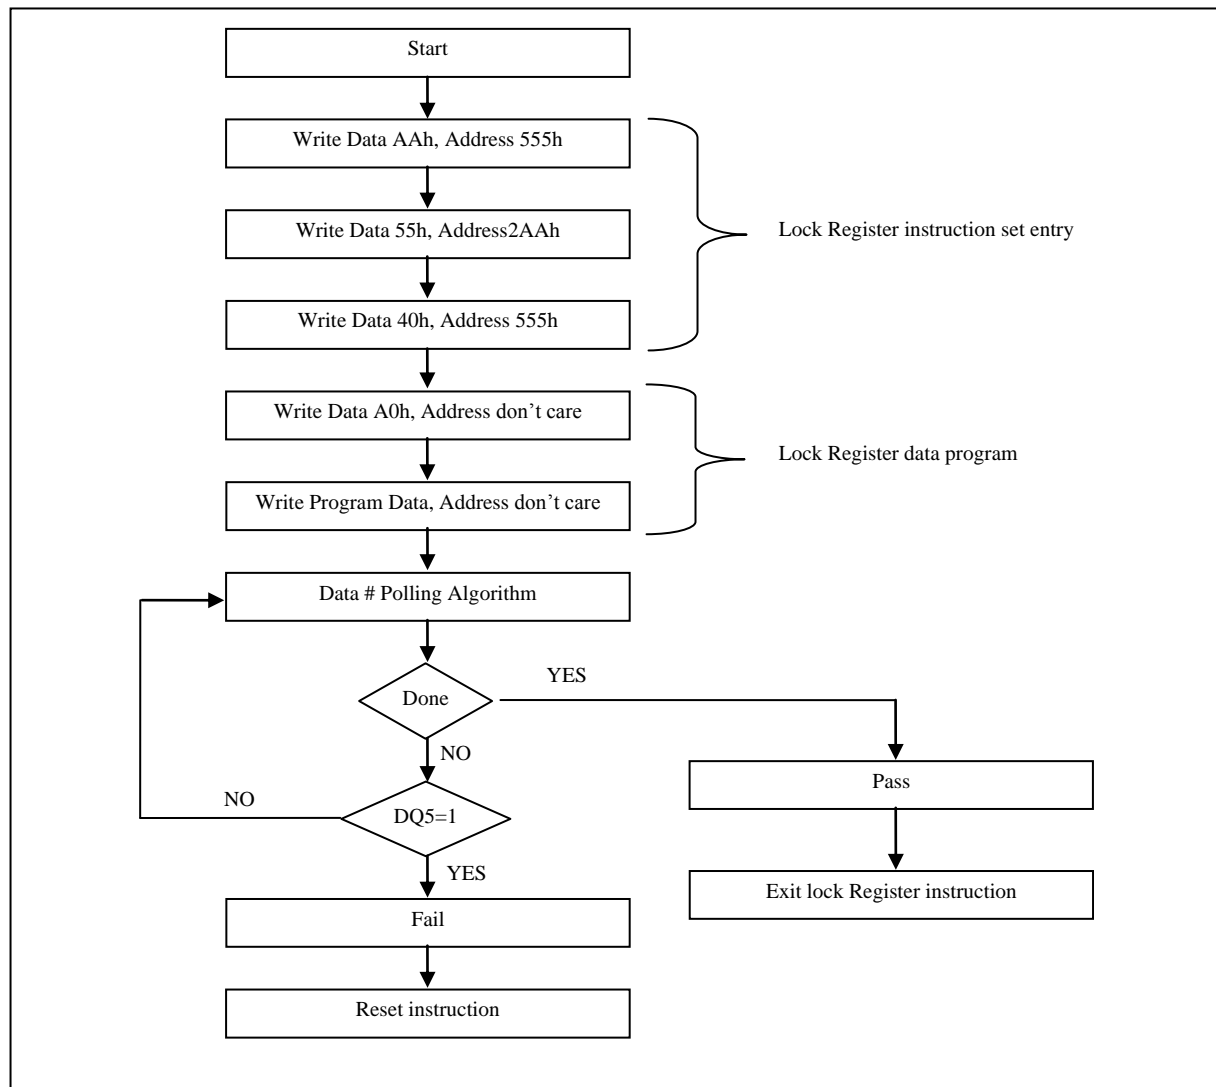 Start
Write Data AAh, Address 555h
Write Data 55h, Address2AAh
Lock Register instruction set entry
Write Data 40h, Address 555h
Write Data A0h, Address don’t care
Lock Register data program
Write Program Data, Address don’t care
Data # Polling Algorithm
YES
Done
NO
Pass
NO
DQ5=1
YES
Exit lock Register instruction
Fail
Reset instruction